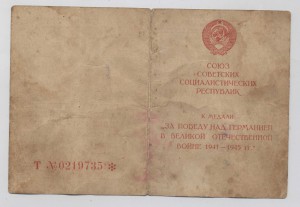 СОЮЗ
СОВЕТСКИХ
СОЦИАЛИСТИЧЕСКИХ
РЕСПУБЛИК
К МЕДАЛИ
„ЗА ПОБЕДУ НАД ГЕРМАНИЕЙ
В ВЕЛИКОЙ ОТЕЧЕСТВЕННОЙ
ВОЙНЕ 1941—1945 гг."
Т № 0219735